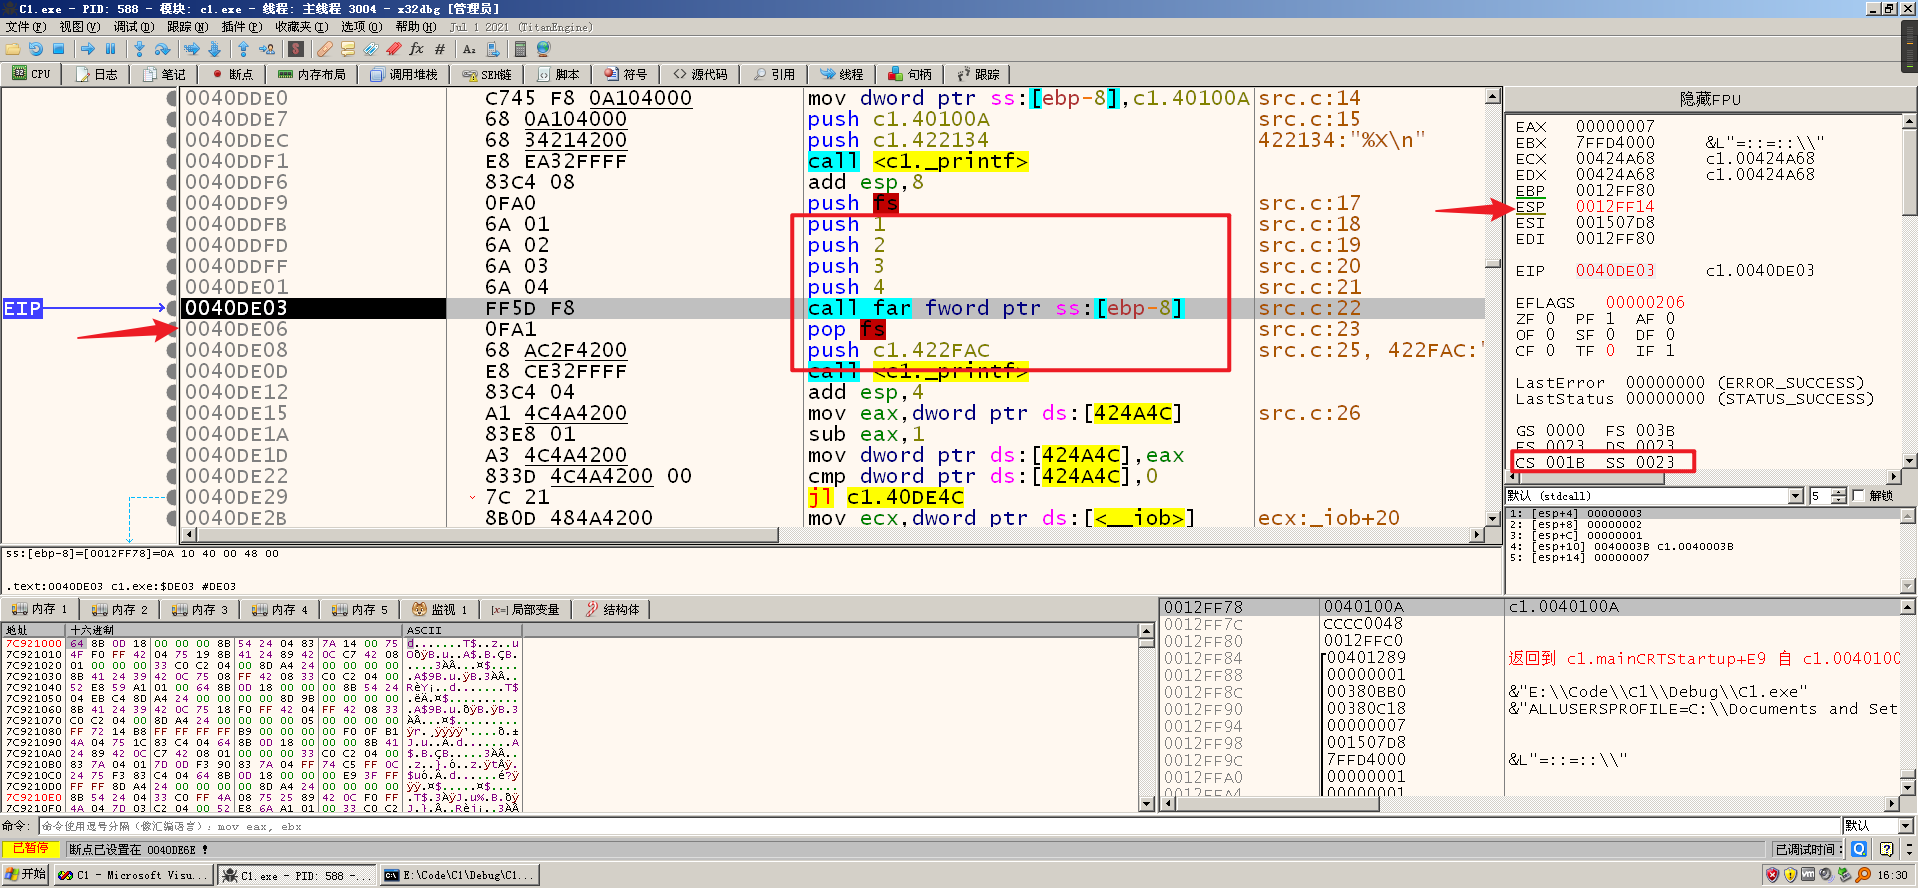 C1.exe - PID: 588 - 模块: c1.exe - 线程: 主线程 3004 - x32dbg [管理员]
文件(F) 视图(V) 调试(D) 跟踪(N) 插件(P) 收藏夹(I) 选项(O) 帮助(H) Jul 1 2021 (TitanEngine)
CPU 日志 笔记 断点 内存布局 调用堆栈 SEH链 脚本 符号 源代码 引用 线程 句柄 跟踪
0040DDE0 C745 F8 0A104000 mov dword ptr ss:[ebp-8],c1.40100A src.c:14
0040DDE7 68 0A104000 push c1.40100A src.c:15
0040DDEC 68 34214200 push c1.422134 422134:"%X\n"
0040DDF1 E8 EA32FFFF call <c1._printf>
0040DDF6 83C4 08 add esp,8
0040DDF9 0FA0 push fs src.c:17
0040DDFB 6A 01 push 1 src.c:18
0040DDFD 6A 02 push 2 src.c:19
0040DDFF 6A 03 push 3 src.c:20
0040DE01 6A 04 push 4 src.c:21
EIP 0040DE03 FF5D F8 call far fword ptr ss:[ebp-8] src.c:22
0040DE06 0FA1 pop fs src.c:23
0040DE08 68 AC2F4200 push c1.422FAC src.c:25, 422FAC:"
0040DE0D E8 CE32FFFF call <c1._printf>
0040DE12 83C4 04 add esp,4
0040DE15 A1 4C4A4200 mov eax,dword ptr ds:[424A4C] src.c:26
0040DE1A 83E8 01 sub eax,1
0040DE1D A3 4C4A4200 mov dword ptr ds:[424A4C],eax
0040DE22 833D 4C4A4200 00 cmp dword ptr ds:[424A4C],0
0040DE29 7C 21 jl c1.40DE4C
0040DE2B 8B0D 484A4200 mov ecx,dword ptr ds:[<__iob>] ecx:_iob+20
隐藏FPU
EAX 00000007
EBX 7FFD4000 &L"=::=::\\"
ECX 00424A68 c1.00424A68
EDX 00424A68 c1.00424A68
EBP 0012FF80
ESP 0012FF14
ESI 001507D8
EDI 0012FF80
EIP 0040DE03 c1.0040DE03
EFLAGS 00000206
ZF 0 PF 1 AF 0
OF 0 SF 0 DF 0
CF 0 TF 0 IF 1
LastError 00000000 (ERROR_SUCCESS)
LastStatus 00000000 (STATUS_SUCCESS)
GS 0000 FS 003B
ES 0023 DS 0023
CS 001B SS 0023
默认 (stdcall) 5 解锁
1: [esp+4] 00000003
2: [esp+8] 00000002
3: [esp+C] 00000001
4: [esp+10] 0040003B c1.0040003B
5: [esp+14] 00000007
ss:[ebp-8]=[0012FF78]=0A 10 40 00 48 00
.text:0040DE03 c1.exe:$DE03 #DE03
内存 1 内存 2 内存 3 内存 4 内存 5 监视 1 局部变量 结构体
地址 十六进制 ASCII
7C921000 64 8B 0D 18 00 00 00 8B 54 24 04 83 7A 14 00 75
7C921010 4F F0 FF 42 04 75 19 8B 41 24 89 42 0C C7 42 08
7C921020 01 00 00 00 33 C0 C2 04 00 8D A4 24 00 00 00 00
7C921030 8B 41 24 39 42 0C 75 08 FF 42 08 33 C0 C2 04 00
7C921040 52 E8 59 A1 01 00 64 8B 0D 18 00 00 00 8B 54 24
7C921050 04 EB C4 8D A4 24 00 00 00 00 8D 9B 00 00 00 00
7C921060 8B 41 24 39 42 0C 75 18 F0 FF 42 04 FF 42 08 33
7C921070 C0 C2 04 00 8D A4 24 00 00 00 00 05 00 00 00 00
7C921080 FF 72 14 B8 FF FF FF FF B9 00 00 00 00 F0 0F B1
7C921090 4A 04 75 1C 83 C4 04 64 8B 0D 18 00 00 00 8B 41
7C9210A0 24 89 42 0C C7 42 08 01 00 00 00 33 C0 C2 04 00
7C9210B0 83 7A 04 01 7D 0D F3 90 83 7A 04 FF 74 C5 FF 0C
7C9210C0 24 75 F3 83 C4 04 64 8B 0D 18 00 00 00 E9 3F FF
7C9210D0 FF FF 8D A4 24 00 00 00 00 8D A4 24 00 00 00 00
7C9210E0 8B 54 24 04 33 C0 FF 4A 08 75 25 89 42 0C F0 FF
7C9210F0 4A 04 7D 03 C2 04 00 52 E8 6A A1 01 00 33 C0 C2
0012FF78 0040100A c1.0040100A
0012FF7C CCCC0048
0012FF80 0012FFC0
0012FF84 00401289 返回到 c1.mainCRTStartup+E9 自 c1.0040100
0012FF88 00000001
0012FF8C 00380BB0 &"E:\\Code\\C1\\Debug\\C1.exe"
0012FF90 00380C18 &"ALLUSERSPROFILE=C:\\Documents and Set
0012FF94 00000007
0012FF98 001507D8
0012FF9C 7FFD4000 &L"=::=::\\"
0012FFA0 00000001
0012FFA4 00000001
命令: 命令使用逗号分隔（像汇编语言）: mov eax, ebx 默认
已暂停 断点已设置在 0040DE6E ! 已调试时间:
开始 C1 - Microsoft Visu... C1.exe - PID: 588 -... E:\Code\C1\Debug\C1... 16:30